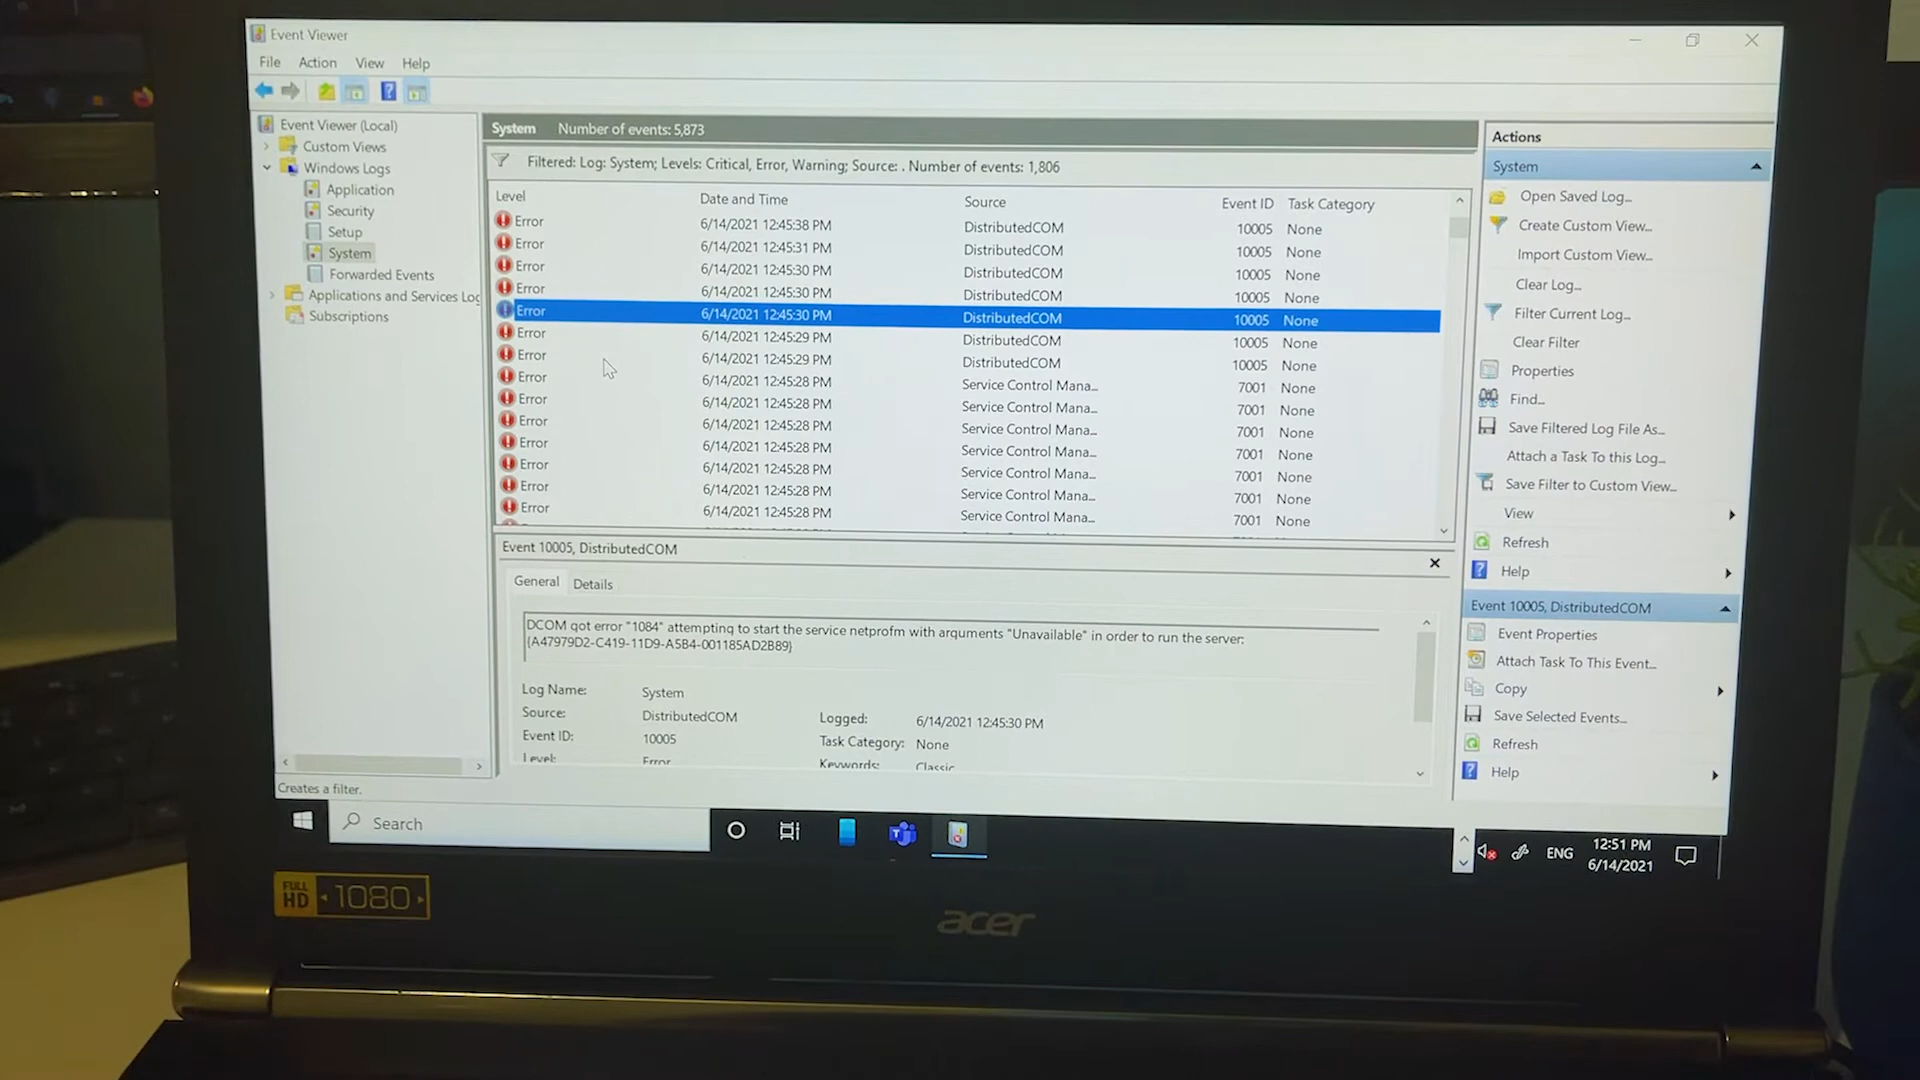 Event Viewer
File Action View Help
Event Viewer (Local)
Custom Views
Windows Logs
Application
Security
Setup
System
Forwarded Events
Applications and Services Log
Subscriptions
System Number of events: 5,873
Filtered: Log: System; Levels: Critical, Error, Warning; Source: . Number of events: 1,806
Level Date and Time Source Event ID Task Category
Error 6/14/2021 12:45:38 PM DistributedCOM 10005 None
Error 6/14/2021 12:45:31 PM DistributedCOM 10005 None
Error 6/14/2021 12:45:30 PM DistributedCOM 10005 None
Error 6/14/2021 12:45:30 PM DistributedCOM 10005 None
Error 6/14/2021 12:45:30 PM DistributedCOM 10005 None
Error 6/14/2021 12:45:29 PM DistributedCOM 10005 None
Error 6/14/2021 12:45:29 PM DistributedCOM 10005 None
Error 6/14/2021 12:45:28 PM Service Control Mana... 7001 None
Error 6/14/2021 12:45:28 PM Service Control Mana... 7001 None
Error 6/14/2021 12:45:28 PM Service Control Mana... 7001 None
Error 6/14/2021 12:45:28 PM Service Control Mana... 7001 None
Error 6/14/2021 12:45:28 PM Service Control Mana... 7001 None
Error 6/14/2021 12:45:28 PM Service Control Mana... 7001 None
Error 6/14/2021 12:45:28 PM Service Control Mana... 7001 None
Event 10005, DistributedCOM
General Details
DCOM got error "1084" attempting to start the service netprofm with arguments "Unavailable" in order to run the server:
{A47979D2-C419-11D9-A5B4-001185AD2B89}
Log Name: System
Source: DistributedCOM Logged: 6/14/2021 12:45:30 PM
Event ID: 10005 Task Category: None
Level: Error Keywords: Classic
Actions
System
Open Saved Log...
Create Custom View...
Import Custom View...
Clear Log...
Filter Current Log...
Clear Filter
Properties
Find...
Save Filtered Log File As...
Attach a Task To this Log...
Save Filter to Custom View...
View
Refresh
Help
Event 10005, DistributedCOM
Event Properties
Attach Task To This Event...
Copy
Save Selected Events...
Refresh
Help
Creates a filter.
Search
ENG
12:51 PM
6/14/2021
FULL HD 1080
acer